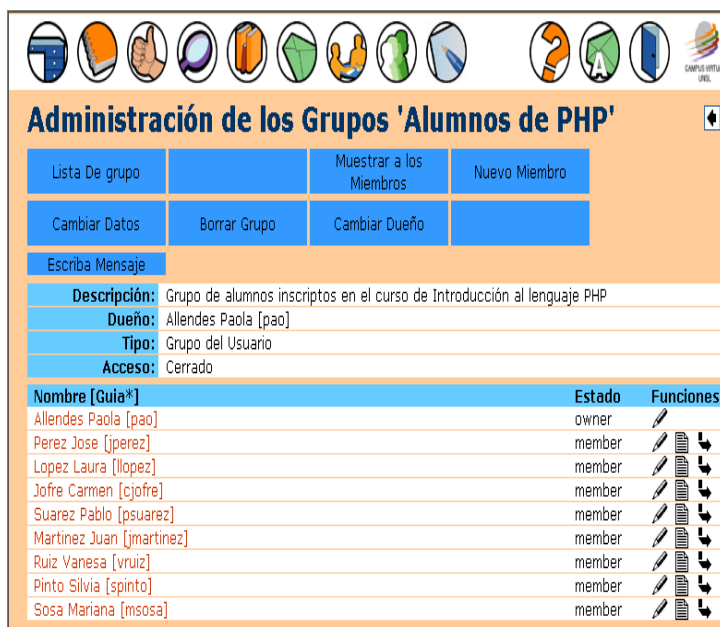 A
CAMPUS VIRTU
UNSL
Administración de los Grupos 'Alumnos de PHP'
Lista De grupo
Muestrar a los
Miembros
Nuevo Miembro
Cambiar Datos
Borrar Grupo
Cambiar Dueño
Escriba Mensaje
Descripción: Grupo de alumnos inscriptos en el curso de Introducción al lenguaje PHP
Dueño: Allendes Paola [pao]
Tipo: Grupo del Usuario
Acceso: Cerrado
Nombre [Guia*] Estado Funciones
Allendes Paola [pao] owner
Perez Jose [jperez] member
Lopez Laura [llopez] member
Jofre Carmen [cjofre] member
Suarez Pablo [psuarez] member
Martinez Juan [jmartinez] member
Ruiz Vanesa [vruiz] member
Pinto Silvia [spinto] member
Sosa Mariana [msosa] member